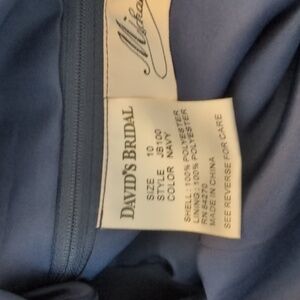 DAVID'S BRIDAL
SIZE 10
STYLE JB100
COLOR NAVY
SHELL: 100% POLYESTER
LINING: 100% POLYESTER
RN 84270
MADE IN CHINA
SEE REVERSE FOR CARE